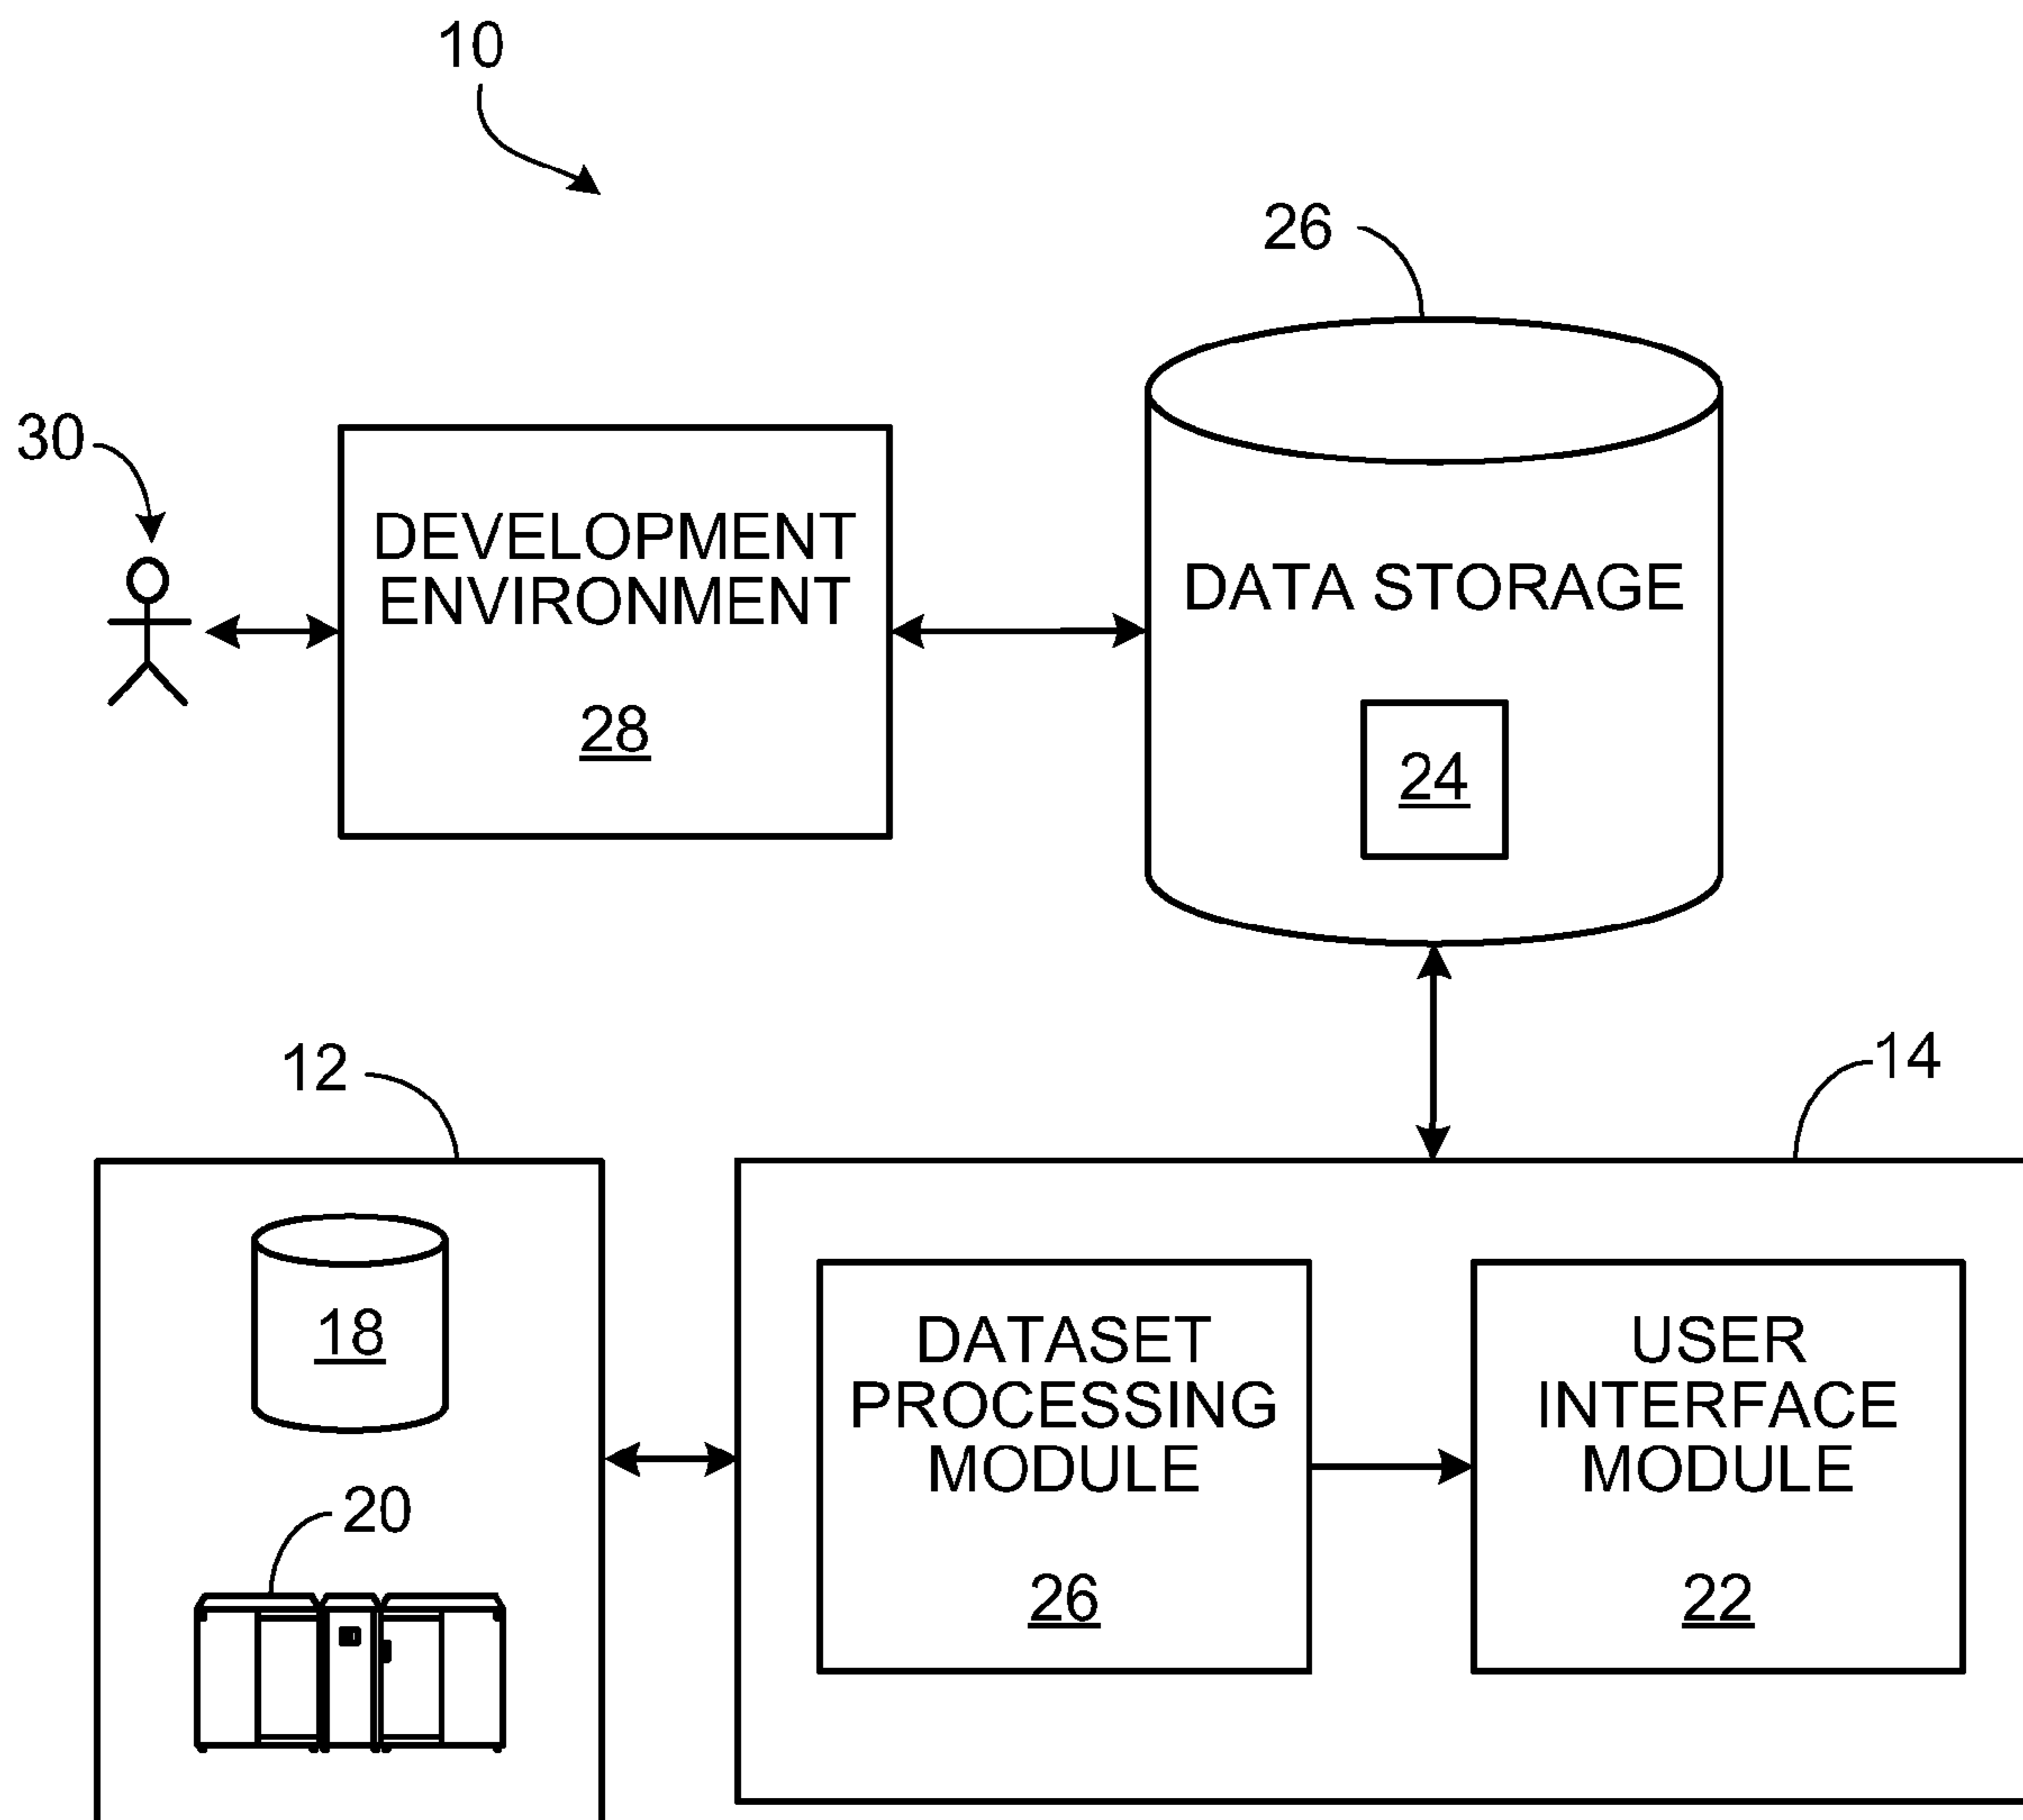 10
26
30
DEVELOPMENT
ENVIRONMENT
28
DATA STORAGE
24
12
14
18
20
DATASET
PROCESSING
MODULE
26
USER
INTERFACE
MODULE
22